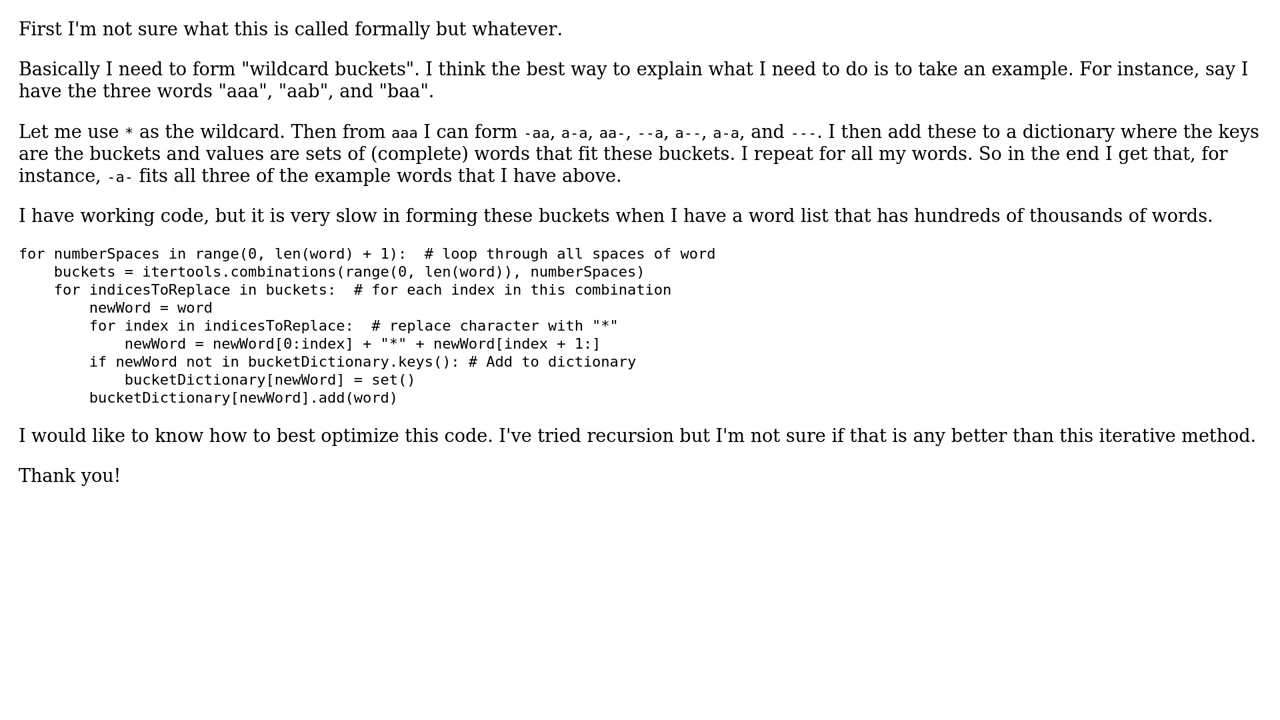 First I'm not sure what this is called formally but whatever.
Basically I need to form "wildcard buckets". I think the best way to explain what I need to do is to take an example. For instance, say I
have the three words "aaa", "aab", and "baa".
Let me use * as the wildcard. Then from aaa I can form -aa, a-a, aa-, --a, a--, a-a, and ---. I then add these to a dictionary where the keys
are the buckets and values are sets of (complete) words that fit these buckets. I repeat for all my words. So in the end I get that, for
instance, -a- fits all three of the example words that I have above.
I have working code, but it is very slow in forming these buckets when I have a word list that has hundreds of thousands of words.
for numberSpaces in range(0, len(word) + 1):  # loop through all spaces of word
    buckets = itertools.combinations(range(0, len(word)), numberSpaces)
    for indicesToReplace in buckets:  # for each index in this combination
        newWord = word
        for index in indicesToReplace:  # replace character with "*"
            newWord = newWord[0:index] + "*" + newWord[index + 1:]
        if newWord not in bucketDictionary.keys(): # Add to dictionary
            bucketDictionary[newWord] = set()
        bucketDictionary[newWord].add(word)
I would like to know how to best optimize this code. I've tried recursion but I'm not sure if that is any better than this iterative method.
Thank you!